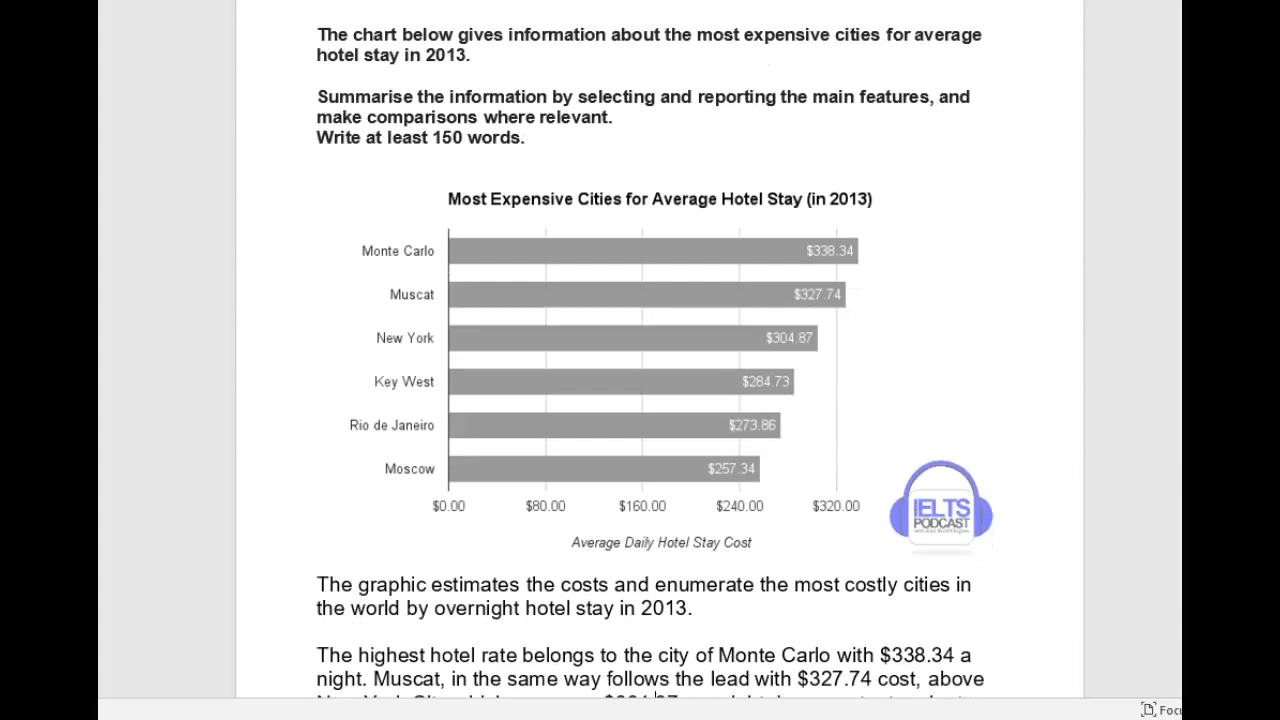 The chart below gives information about the most expensive cities for average
hotel stay in 2013.
Summarise the information by selecting and reporting the main features, and
make comparisons where relevant.
Write at least 150 words.
Most Expensive Cities for Average Hotel Stay (in 2013)
Monte Carlo $338.34
Muscat $327.74
New York $304.87
Key West $284.73
Rio de Janeiro $273.86
Moscow $257.34
$0.00 $80.00 $160.00 $240.00 $320.00
Average Daily Hotel Stay Cost
IELTS
PODCAST
The graphic estimates the costs and enumerate the most costly cities in
the world by overnight hotel stay in 2013.
The highest hotel rate belongs to the city of Monte Carlo with $338.34 a
night. Muscat, in the same way follows the lead with $327.74 cost, above